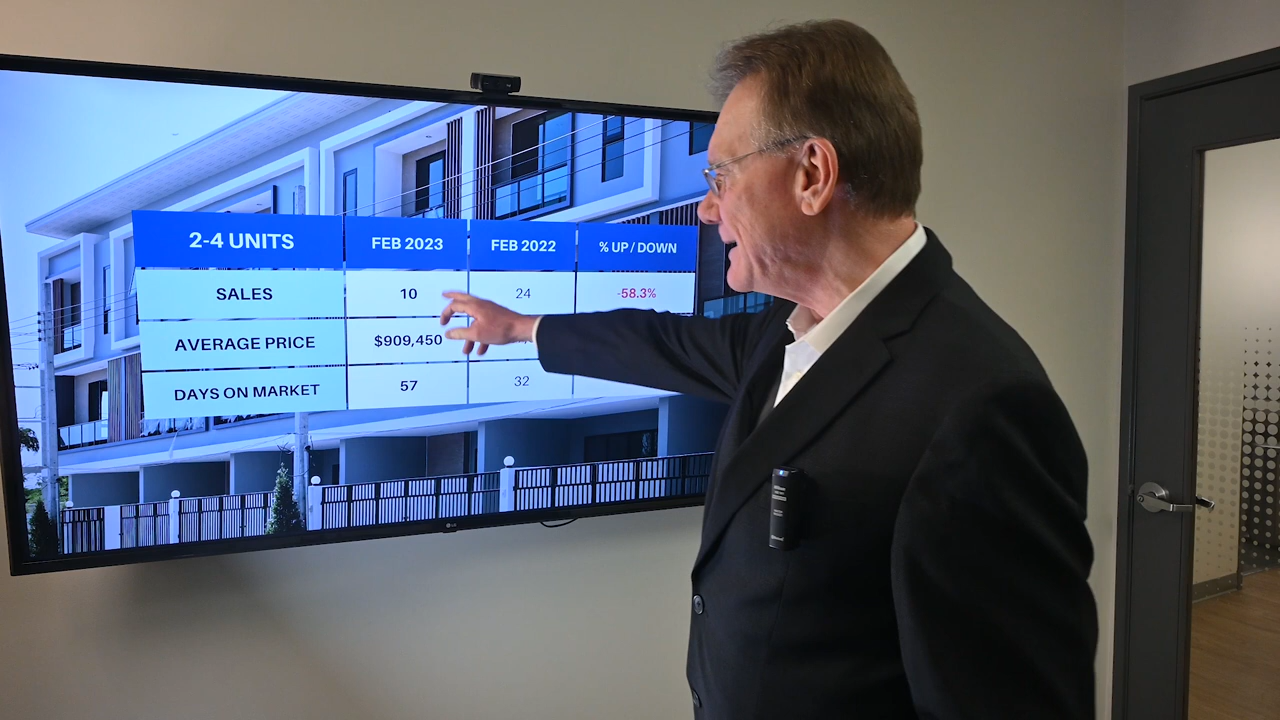 2-4 UNITS FEB 2023 FEB 2022 % UP / DOWN
SALES 10 24 -58.3%
AVERAGE PRICE $909,450
DAYS ON MARKET 57 32
LG